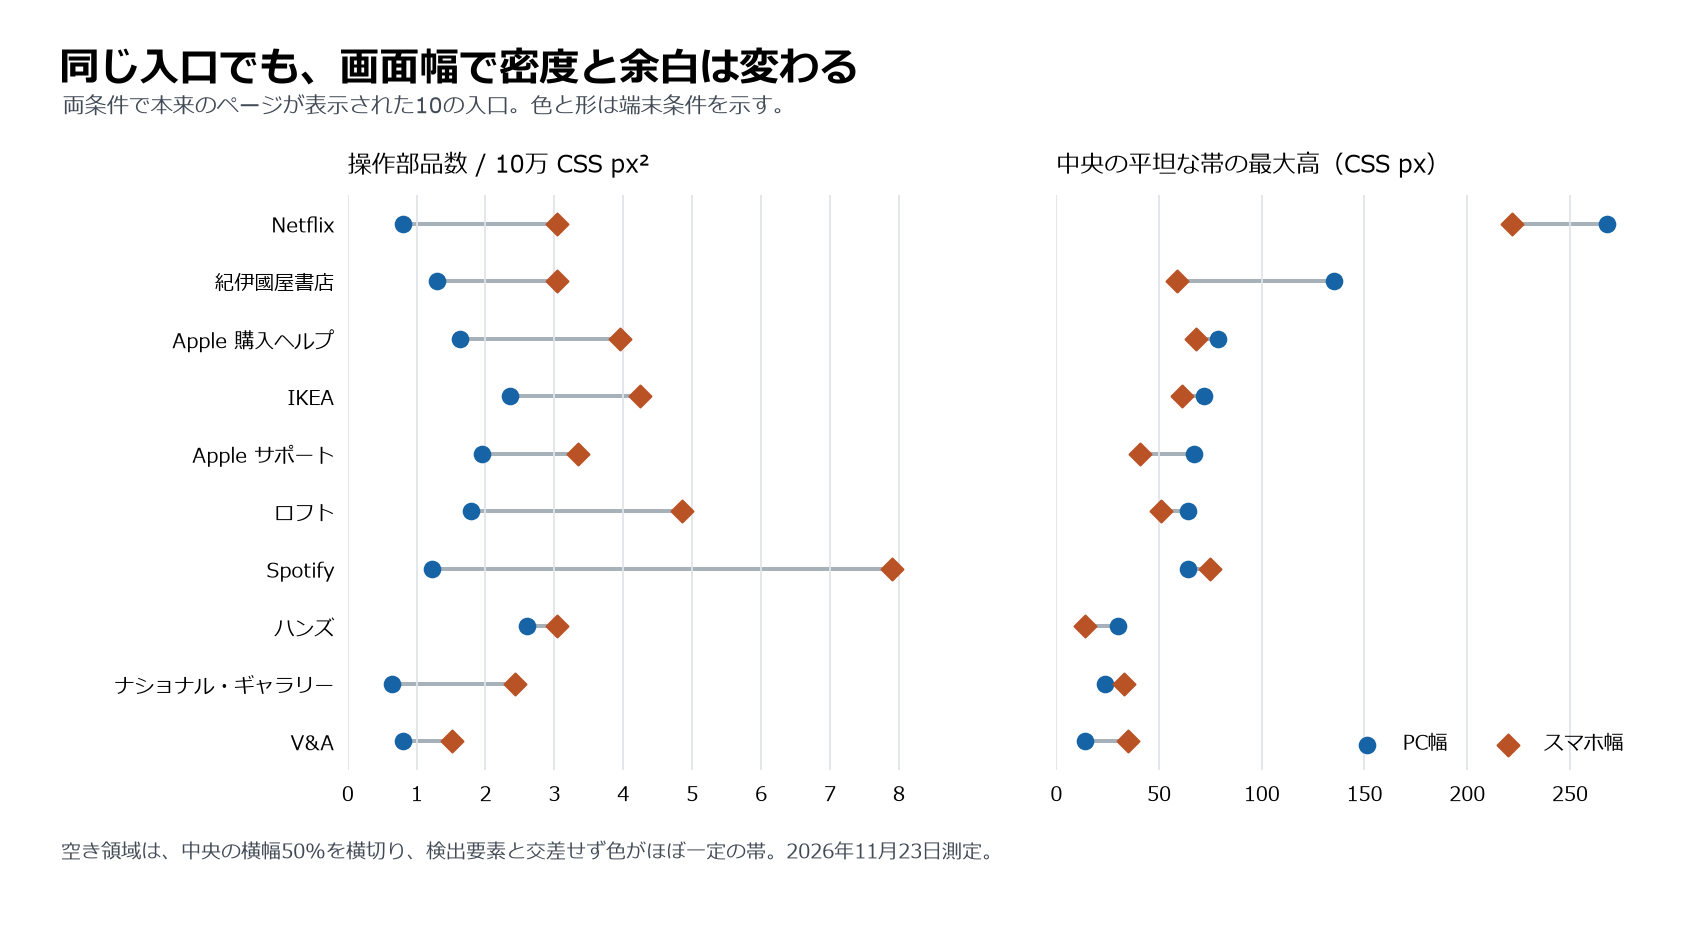 同じ入口でも、画面幅で密度と余白は変わる
両条件で本来のページが表示された10の入口。色と形は端末条件を示す。
操作部品数 / 10万 CSS px²
中央の平坦な帯の最大高（CSS px）
Netflix
紀伊國屋書店
Apple 購入ヘルプ
IKEA
Apple サポート
ロフト
Spotify
ハンズ
ナショナル・ギャラリー
V&A
PC幅 スマホ幅
0 1 2 3 4 5 6 7 8
0 50 100 150 200 250
空き領域は、中央の横幅50%を横切り、検出要素と交差せず色がほぼ一定の帯。2026年11月23日測定。